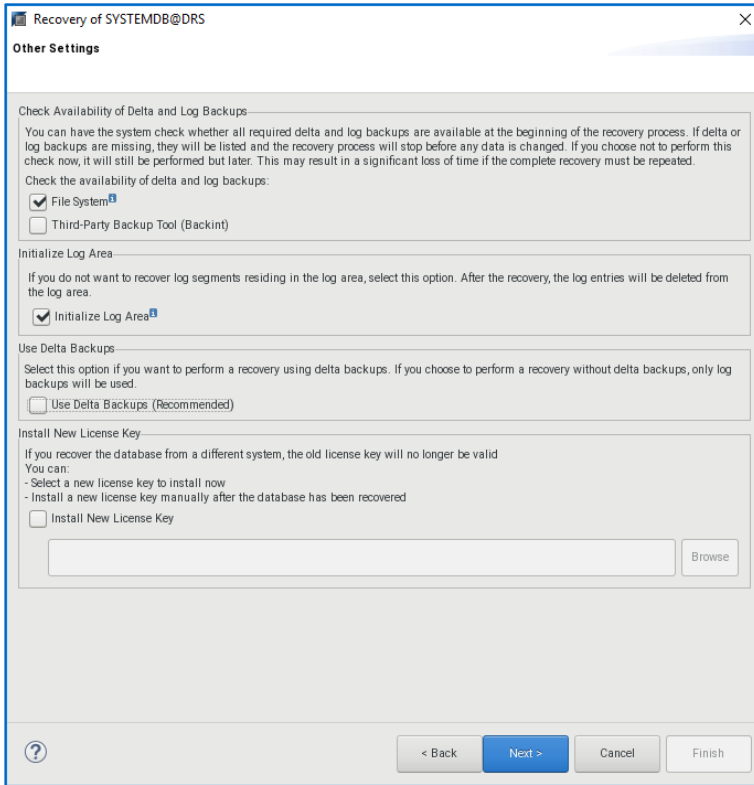 Recovery of SYSTEMDB@DRS
Other Settings
Check Availability of Delta and Log Backups
You can have the system check whether all required delta and log backups are available at the beginning of the recovery process. If delta or
log backups are missing, they will be listed and the recovery process will stop before any data is changed. If you choose not to perform this
check now, it will still be performed but later. This may result in a significant loss of time if the complete recovery must be repeated.
Check the availability of delta and log backups:
File System
Third-Party Backup Tool (Backint)
Initialize Log Area
If you do not want to recover log segments residing in the log area, select this option. After the recovery, the log entries will be deleted from
the log area.
Initialize Log Area
Use Delta Backups
Select this option if you want to perform a recovery using delta backups. If you choose to perform a recovery without delta backups, only log
backups will be used.
Use Delta Backups (Recommended)
Install New License Key
If you recover the database from a different system, the old license key will no longer be valid
You can:
- Select a new license key to install now
- Install a new license key manually after the database has been recovered
Install New License Key
Browse
? < Back Next > Cancel Finish